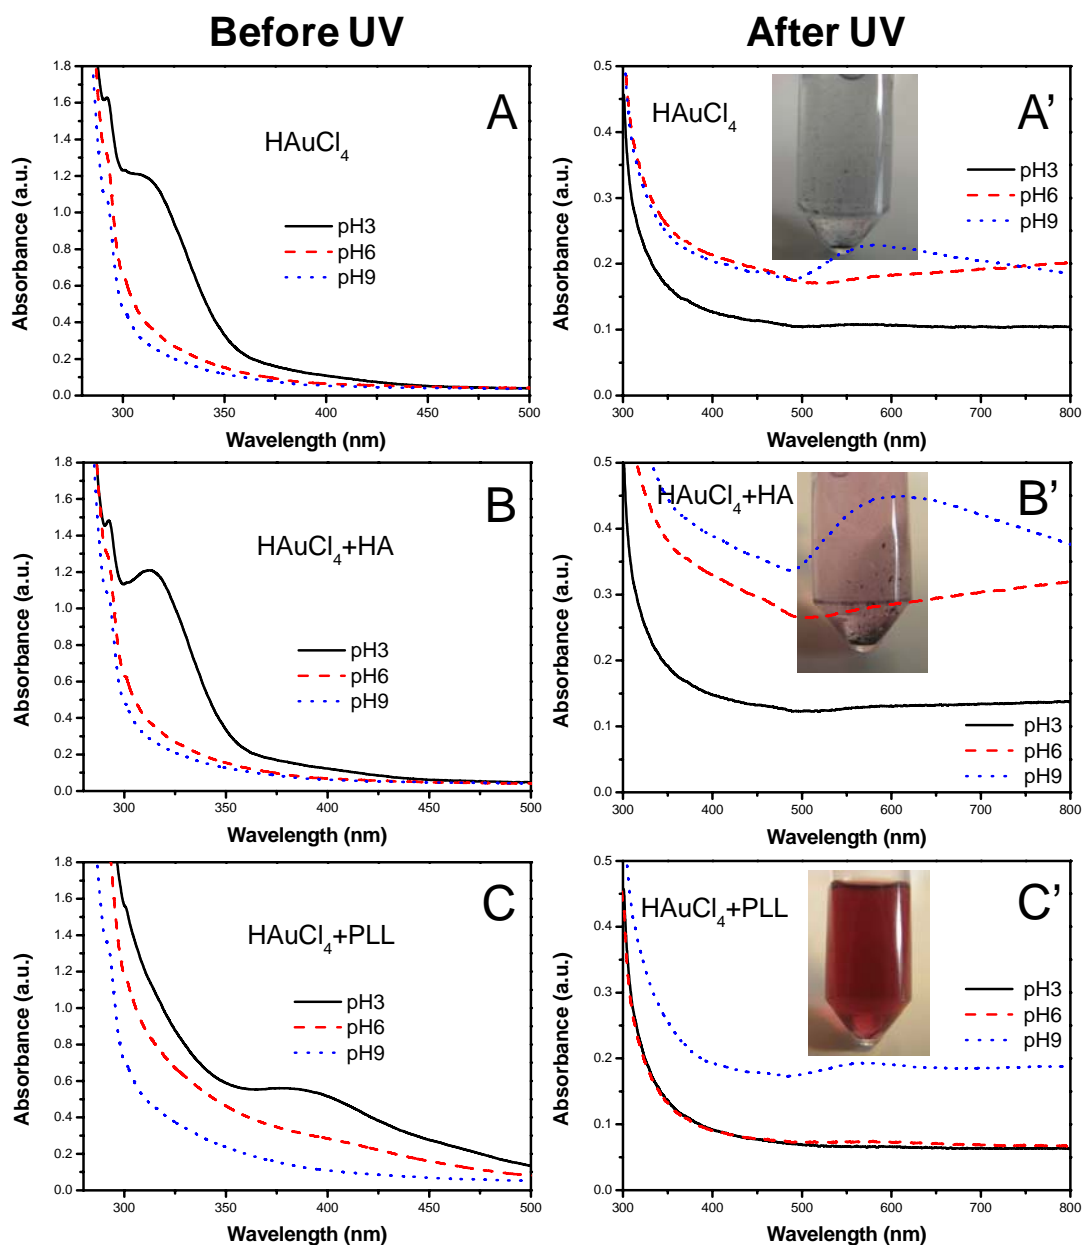 Before UV
After UV
A
HAuCl4
pH3
pH6
pH9
1.8
1.6
1.4
1.2
1.0
0.8
0.6
0.4
0.2
0.0
300
350
400
450
500
Absorbance (a.u.)
Wavelength (nm)
A'
HAuCl4
pH3
pH6
pH9
0.5
0.4
0.3
0.2
0.1
0.0
300
400
500
600
700
800
Absorbance (a.u.)
Wavelength (nm)
B
HAuCl4+HA
pH3
pH6
pH9
1.8
1.6
1.4
1.2
1.0
0.8
0.6
0.4
0.2
0.0
300
350
400
450
500
Absorbance (a.u.)
Wavelength (nm)
B'
HAuCl4+HA
pH3
pH6
pH9
0.5
0.4
0.3
0.2
0.1
0.0
300
400
500
600
700
800
Absorbance (a.u.)
Wavelength (nm)
C
HAuCl4+PLL
pH3
pH6
pH9
1.8
1.6
1.4
1.2
1.0
0.8
0.6
0.4
0.2
0.0
300
350
400
450
500
Absorbance (a.u.)
Wavelength (nm)
C'
HAuCl4+PLL
pH3
pH6
pH9
0.5
0.4
0.3
0.2
0.1
0.0
300
400
500
600
700
800
Absorbance (a.u.)
Wavelength (nm)